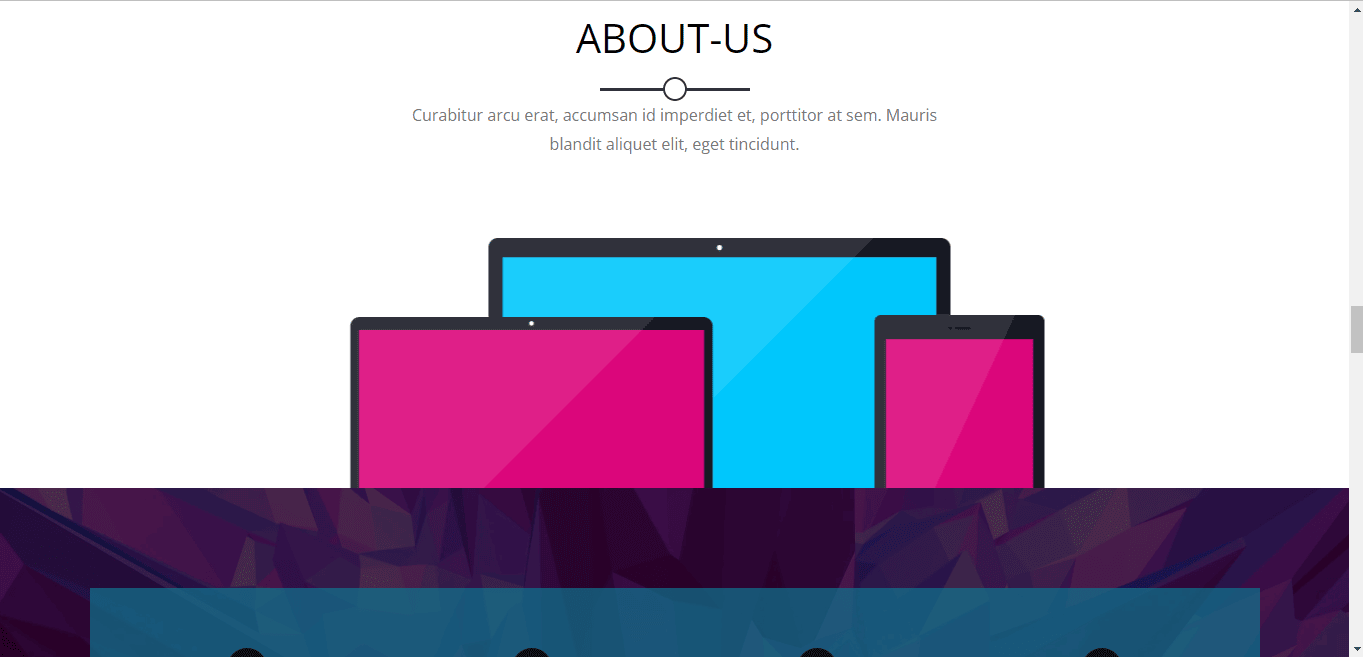 ABOUT-US
Curabitur arcu erat, accumsan id imperdiet et, porttitor at sem. Mauris
blandit aliquet elit, eget tincidunt.